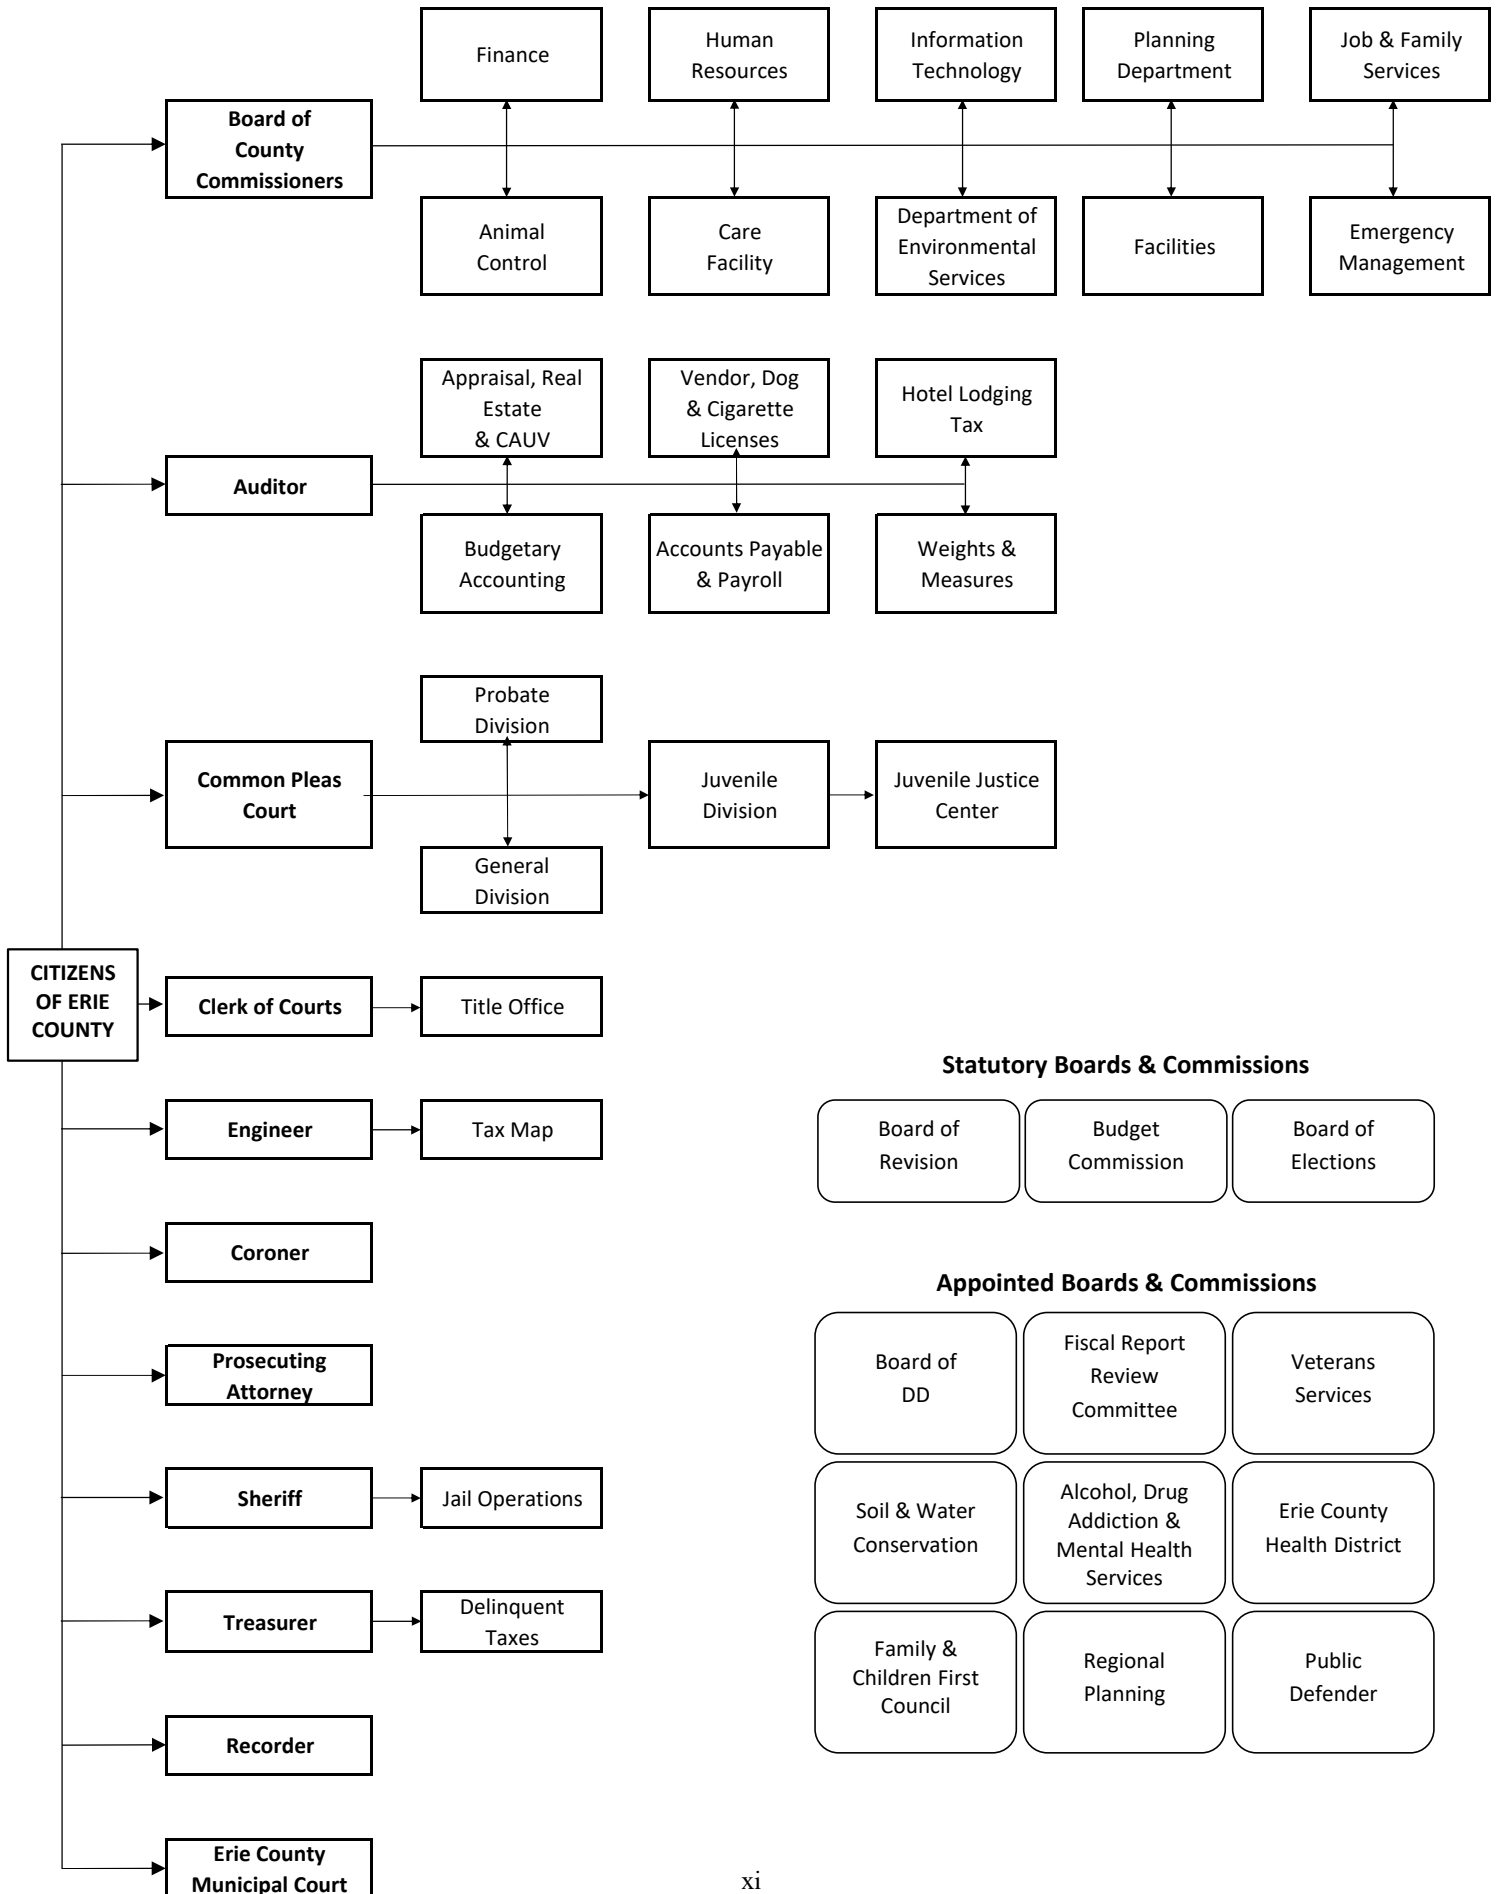 Finance
Human
Resources
Information
Technology
Planning
Department
Job & Family
Services
Board of
County
Commissioners
Animal
Control
Care
Facility
Department of
Environmental
Services
Facilities
Emergency
Management
Appraisal, Real
Estate
& CAUV
Vendor, Dog
& Cigarette
Licenses
Hotel Lodging
Tax
Auditor
Budgetary
Accounting
Accounts Payable
& Payroll
Weights &
Measures
Probate
Division
Common Pleas
Court
Juvenile
Division
Juvenile Justice
Center
General
Division
CITIZENS
OF ERIE
COUNTY
Clerk of Courts
Title Office
Engineer
Tax Map
Coroner
Prosecuting
Attorney
Sheriff
Jail Operations
Treasurer
Delinquent
Taxes
Recorder
Erie County
Municipal Court
Statutory Boards & Commissions
Board of
Revision
Budget
Commission
Board of
Elections
Appointed Boards & Commissions
Board of
DD
Fiscal Report
Review
Committee
Veterans
Services
Soil & Water
Conservation
Alcohol, Drug
Addiction &
Mental Health
Services
Erie County
Health District
Family &
Children First
Council
Regional
Planning
Public
Defender
xi